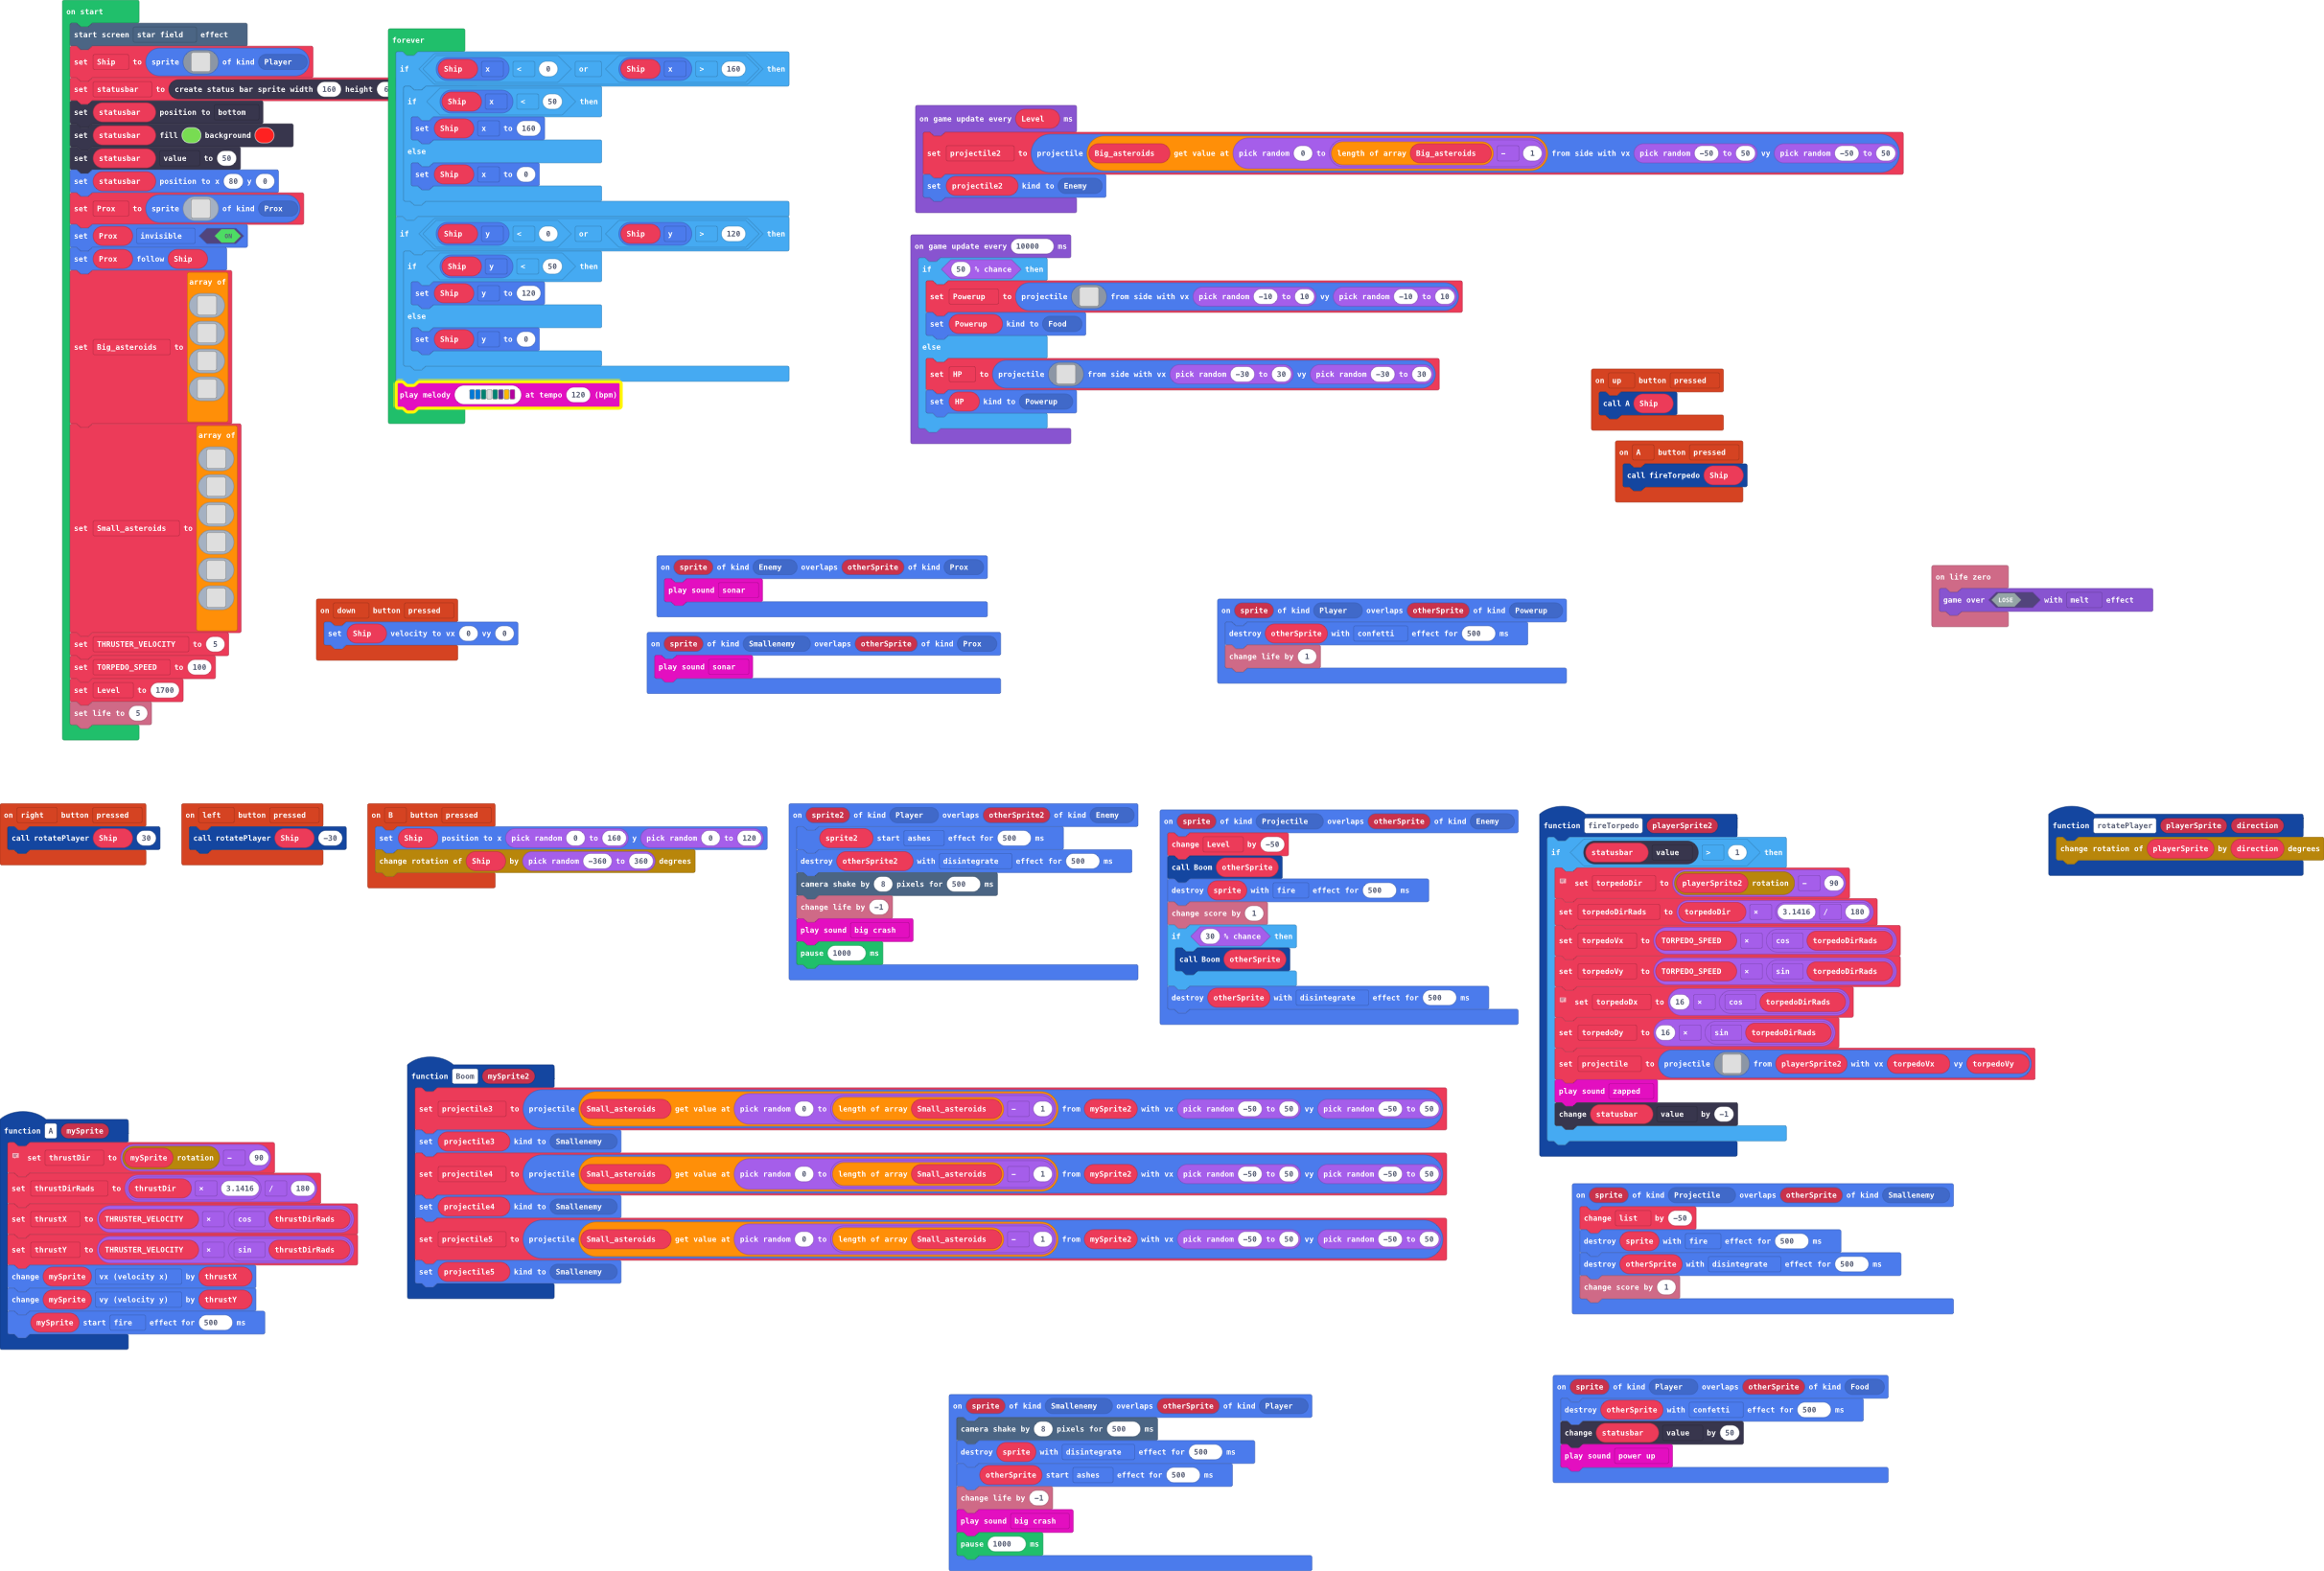 on start
start screen star field effect
set Ship to sprite of kind Player
set statusbar to create status bar sprite width 160 height 6
set statusbar position to bottom
set statusbar fill background
set statusbar value to 50
set statusbar position to x 80 y 0
set Prox to sprite of kind Prox
set Prox invisible ON
set Prox follow Ship
set Big_asteroids to array of
set Small_asteroids to array of
set THRUSTER_VELOCITY to 5
set TORPEDO_SPEED to 100
set Level to 1700
set life to 5
forever
if Ship x < 0 or Ship x > 160 then
if Ship x < 50 then
set Ship x to 160
else
set Ship x to 0
if Ship y < 0 or Ship y > 120 then
if Ship y < 50 then
set Ship y to 120
else
set Ship y to 0
play melody at tempo 120 (bpm)
on game update every Level ms
set projectile2 to projectile Big_asteroids get value at pick random 0 to length of array Big_asteroids - 1 from side with vx pick random -50 to 50 vy pick random -50 to 50
set projectile2 kind to Enemy
on game update every 10000 ms
if 50 % chance then
set Powerup to projectile from side with vx pick random -10 to 10 vy pick random -10 to 10
set Powerup kind to Food
else
set HP to projectile from side with vx pick random -30 to 30 vy pick random -30 to 30
set HP kind to Powerup
on up button pressed
call A Ship
on A button pressed
call fireTorpedo Ship
on down button pressed
set Ship velocity to vx 0 vy 0
on sprite of kind Enemy overlaps otherSprite of kind Prox
play sound sonar
on sprite of kind Smallenemy overlaps otherSprite of kind Prox
play sound sonar
on sprite of kind Player overlaps otherSprite of kind Powerup
destroy otherSprite with confetti effect for 500 ms
change life by 1
on life zero
game over LOSE with melt effect
on right button pressed
call rotatePlayer Ship 30
on left button pressed
call rotatePlayer Ship -30
on B button pressed
set Ship position to x pick random 0 to 160 y pick random 0 to 120
change rotation of Ship by pick random -360 to 360 degrees
on sprite2 of kind Player overlaps otherSprite2 of kind Enemy
sprite2 start ashes effect for 500 ms
destroy otherSprite2 with disintegrate effect for 500 ms
camera shake by 8 pixels for 500 ms
change life by -1
play sound big crash
pause 1000 ms
on sprite of kind Projectile overlaps otherSprite of kind Enemy
change Level by -50
call Boom otherSprite
destroy sprite with fire effect for 500 ms
change score by 1
if 30 % chance then
call Boom otherSprite
destroy otherSprite with disintegrate effect for 500 ms
function fireTorpedo playerSprite2
if statusbar value > 1 then
set torpedoDir to playerSprite2 rotation - 90
set torpedoDirRads to torpedoDir × 3.1416 / 180
set torpedoVx to TORPEDO_SPEED × cos torpedoDirRads
set torpedoVy to TORPEDO_SPEED × sin torpedoDirRads
set torpedoDx to 16 × cos torpedoDirRads
set torpedoDy to 16 × sin torpedoDirRads
set projectile to projectile from playerSprite2 with vx torpedoVx vy torpedoVy
play sound zapped
change statusbar value by -1
function rotatePlayer playerSprite direction
change rotation of playerSprite by direction degrees
function Boom mySprite2
set projectile3 to projectile Small_asteroids get value at pick random 0 to length of array Small_asteroids - 1 from mySprite2 with vx pick random -50 to 50 vy pick random -50 to 50
set projectile3 kind to Smallenemy
set projectile4 to projectile Small_asteroids get value at pick random 0 to length of array Small_asteroids - 1 from mySprite2 with vx pick random -50 to 50 vy pick random -50 to 50
set projectile4 kind to Smallenemy
set projectile5 to projectile Small_asteroids get value at pick random 0 to length of array Small_asteroids - 1 from mySprite2 with vx pick random -50 to 50 vy pick random -50 to 50
set projectile5 kind to Smallenemy
function A mySprite
set thrustDir to mySprite rotation - 90
set thrustDirRads to thrustDir × 3.1416 / 180
set thrustX to THRUSTER_VELOCITY × cos thrustDirRads
set thrustY to THRUSTER_VELOCITY × sin thrustDirRads
change mySprite vx (velocity x) by thrustX
change mySprite vy (velocity y) by thrustY
mySprite start fire effect for 500 ms
on sprite of kind Projectile overlaps otherSprite of kind Smallenemy
change list by -50
destroy sprite with fire effect for 500 ms
destroy otherSprite with disintegrate effect for 500 ms
change score by 1
on sprite of kind Player overlaps otherSprite of kind Food
destroy otherSprite with confetti effect for 500 ms
change statusbar value by 50
play sound power up
on sprite of kind Smallenemy overlaps otherSprite of kind Player
camera shake by 8 pixels for 500 ms
destroy sprite with disintegrate effect for 500 ms
otherSprite start ashes effect for 500 ms
change life by -1
play sound big crash
pause 1000 ms